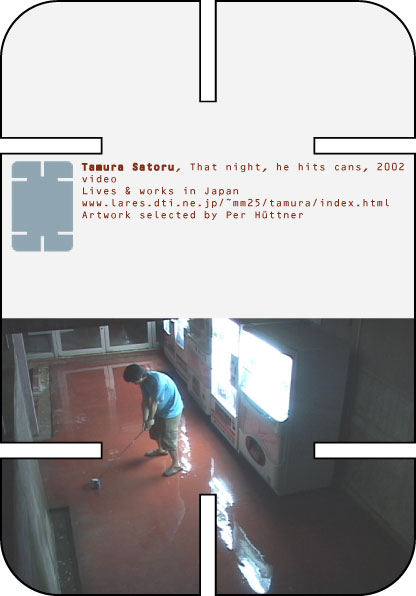 Tamura Satoru, That night, he hits cans, 2002
video
Lives & works in Japan
www.lares.dti.ne.jp/~mm25/tamura/index.html
Artwork selected by Per Hüttner